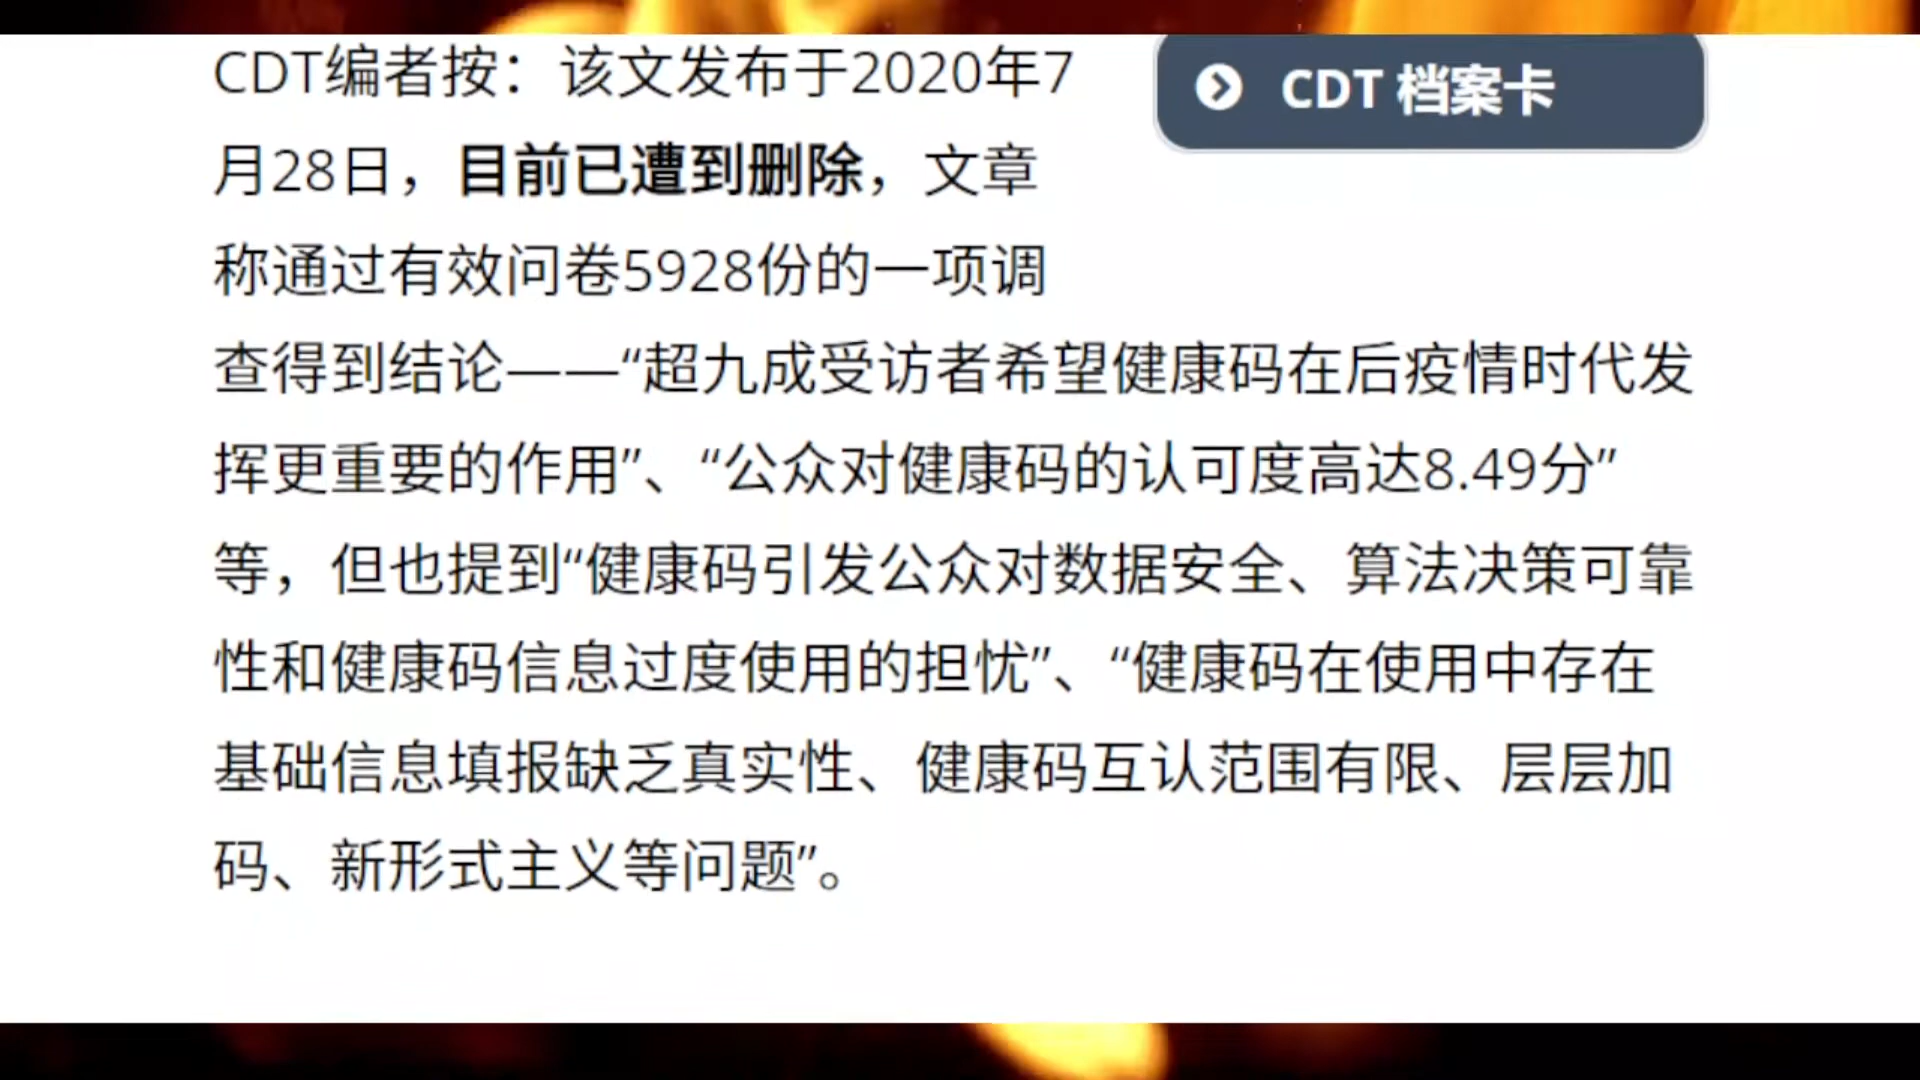 CDT编者按：该文发布于2020年7
CDT 档案卡
月28日，目前已遭到删除，文章
称通过有效问卷5928份的一项调
查得到结论——“超九成受访者希望健康码在后疫情时代发
挥更重要的作用”、“公众对健康码的认可度高达8.49分”
等，但也提到“健康码引发公众对数据安全、算法决策可靠
性和健康码信息过度使用的担忧”、“健康码在使用中存在
基础信息填报缺乏真实性、健康码互认范围有限、层层加
码、新形式主义等问题”。